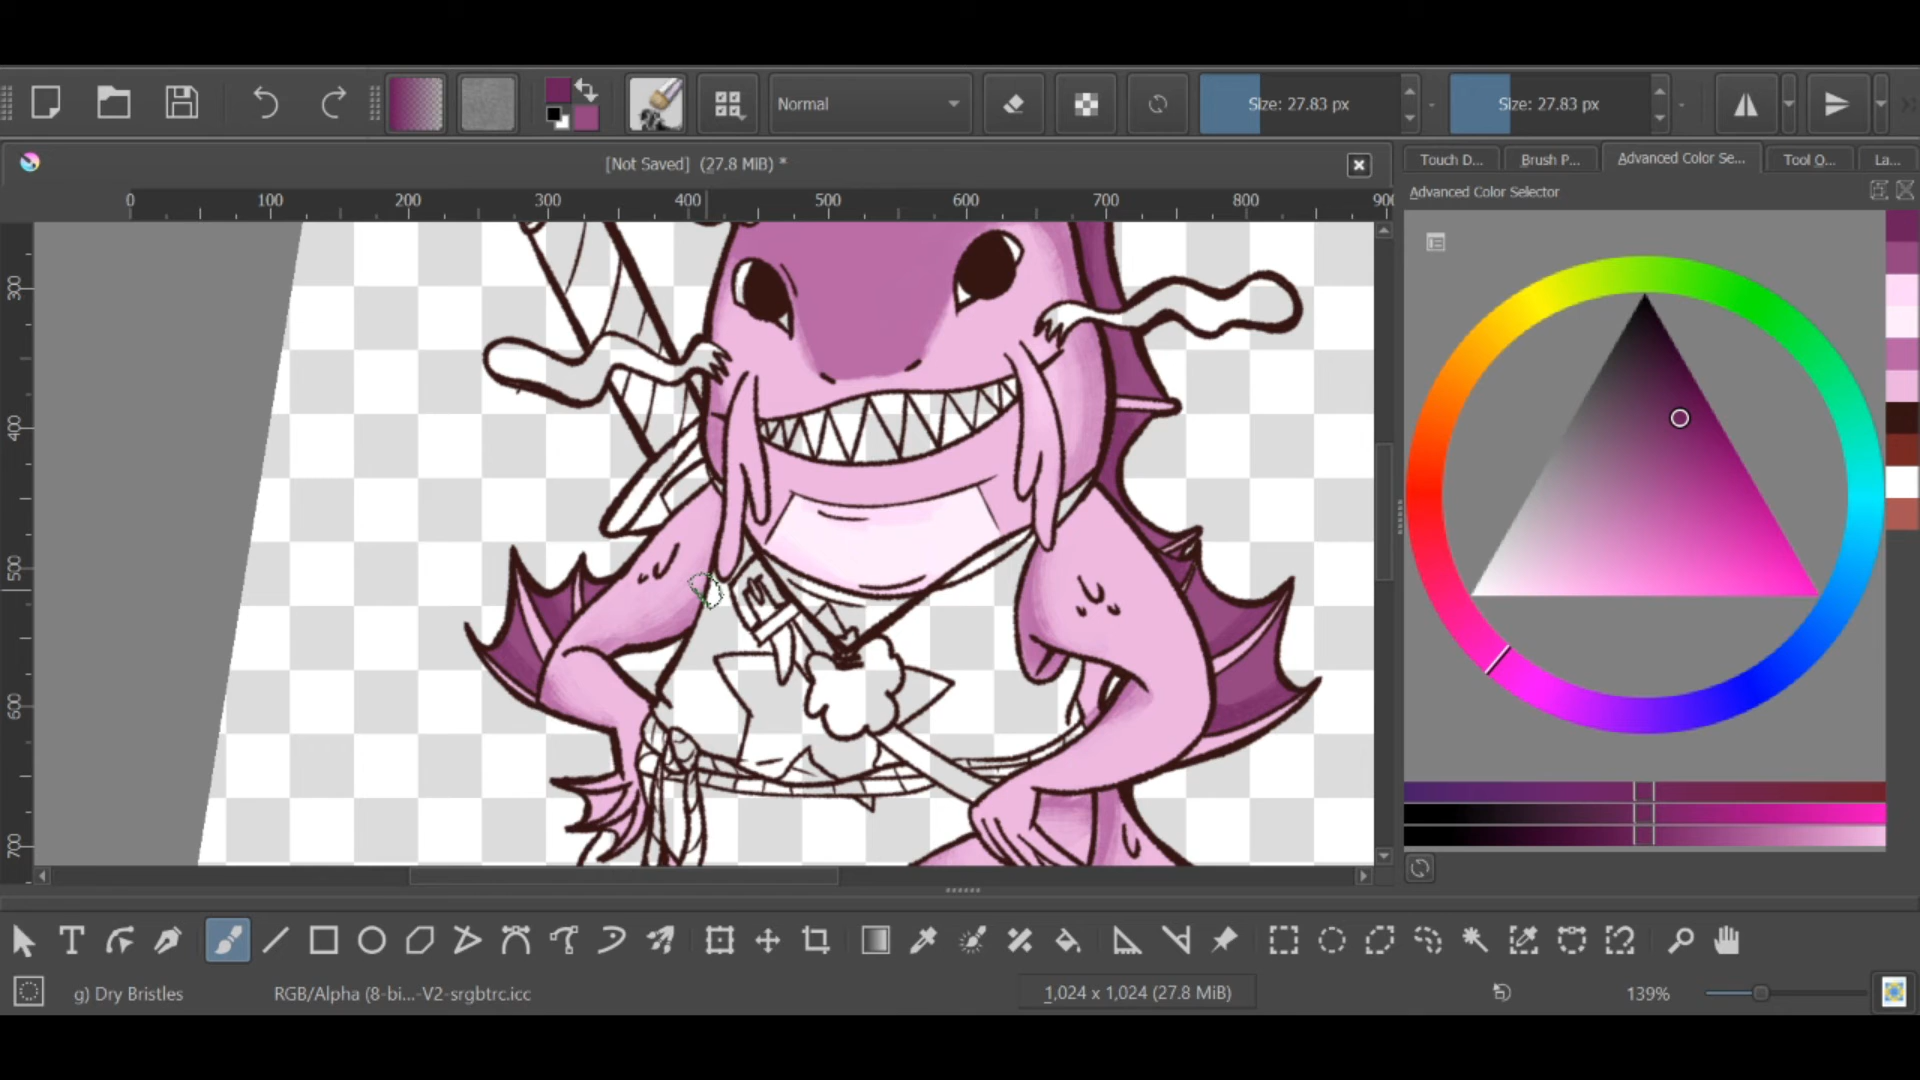 Normal
Size: 27.83 px
Size: 27.83 px
[Not Saved] (27.8 MiB) *
Touch D...
Brush P...
Advanced Color Se...
Tool O...
La...
Advanced Color Selector
0
100
200
300
400
500
600
700
800
900
300
400
500
600
700
g) Dry Bristles
RGB/Alpha (8-bi...-V2-srgbtrc.icc
1,024 x 1,024 (27.8 MiB)
139%